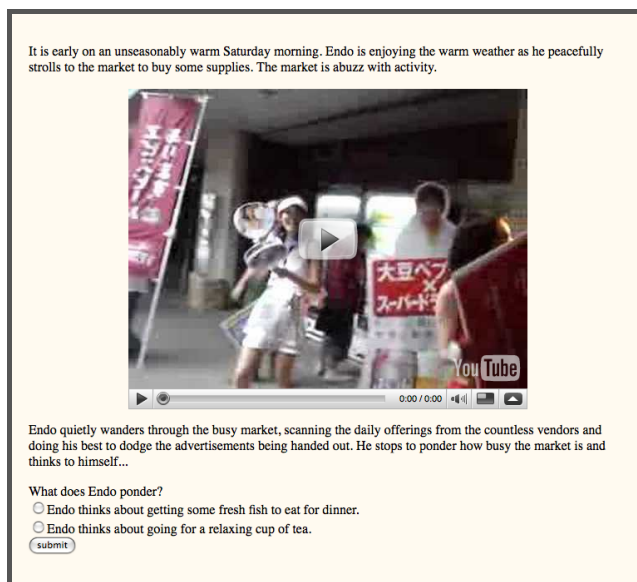 It is early on an unseasonably warm Saturday morning. Endo is enjoying the warm weather as he peacefully
strolls to the market to buy some supplies. The market is abuzz with activity.
大豆ペプ
×
スーパードラ
You Tube
0:00 / 0:00
Endo quietly wanders through the busy market, scanning the daily offerings from the countless vendors and
doing his best to dodge the advertisements being handed out. He stops to ponder how busy the market is and
thinks to himself...
What does Endo ponder?
Endo thinks about getting some fresh fish to eat for dinner.
Endo thinks about going for a relaxing cup of tea.
submit